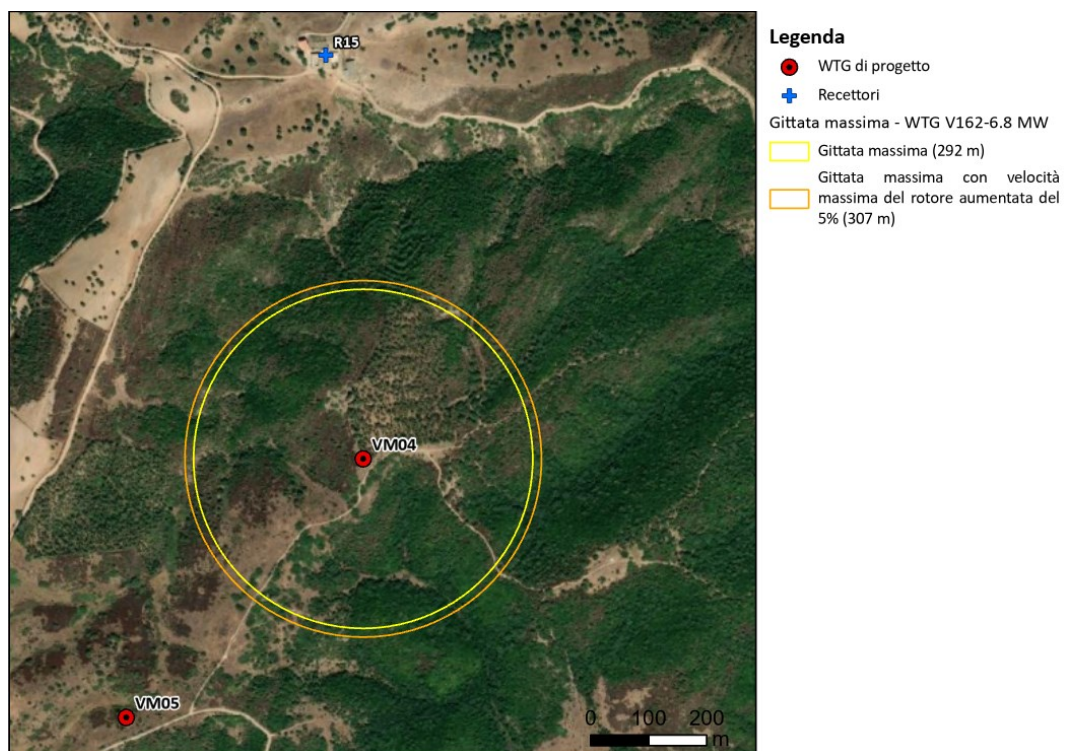 R15
VM04
VM05
0 100 200
m
Legenda
WTG di progetto
Recettori
Gittata massima - WTG V162-6.8 MW
Gittata massima (292 m)
Gittata massima con velocità
massima del rotore aumentata del
5% (307 m)